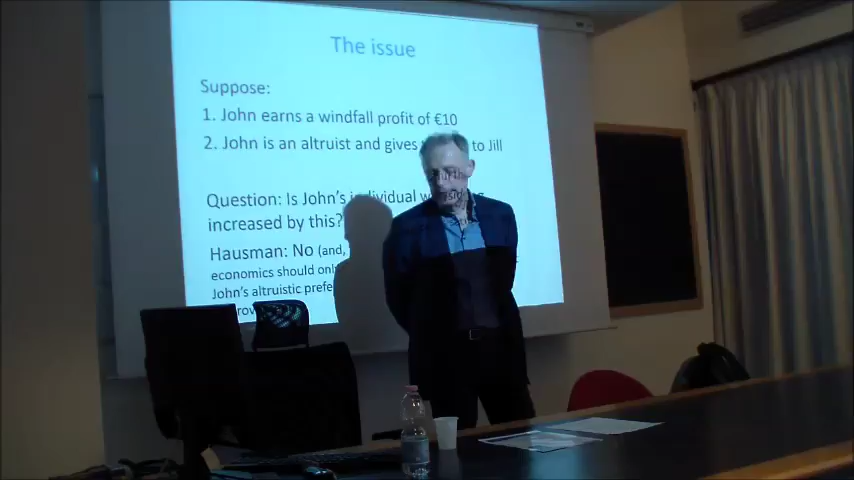 The issue
Suppose:
1. John earns a windfall profit of €10
2. John is an altruist and gives to Jill
Question: Is John's individual
increased by this?
Hausman: No (and,
economics should only
John's altruistic